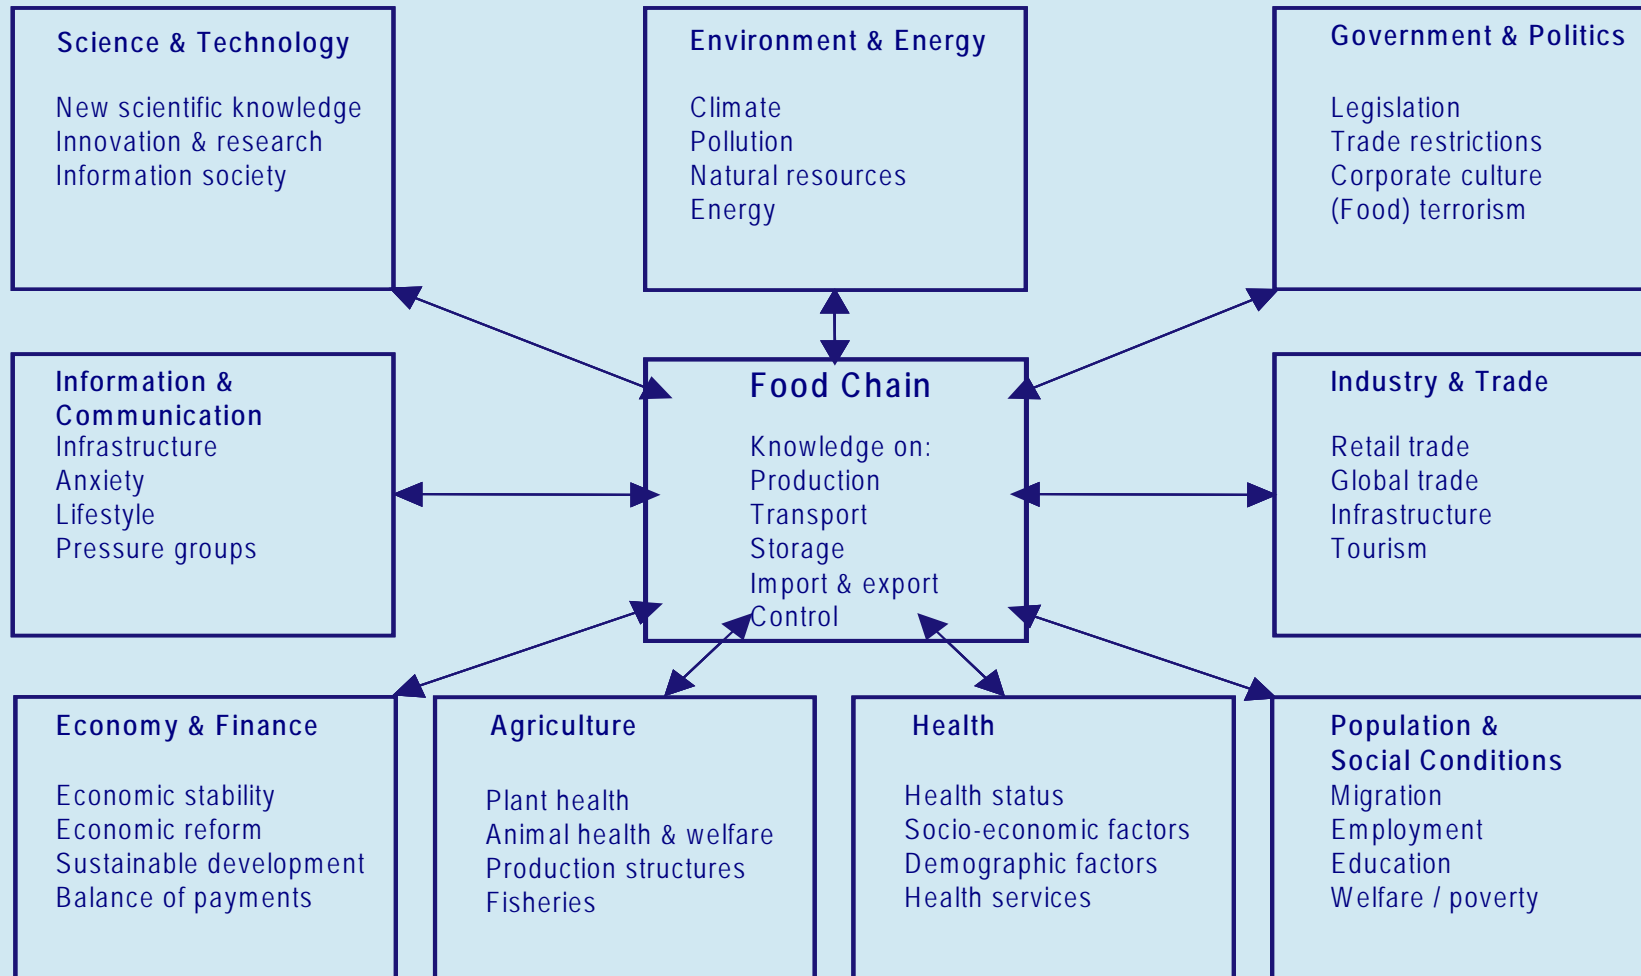 Science & Technology
New scientific knowledge
Innovation & research
Information society
Environment & Energy
Climate
Pollution
Natural resources
Energy
Government & Politics
Legislation
Trade restrictions
Corporate culture
(Food) terrorism
Information &
Communication
Infrastructure
Anxiety
Lifestyle
Pressure groups
Food Chain
Knowledge on:
Production
Transport
Storage
Import & export
Control
Industry & Trade
Retail trade
Global trade
Infrastructure
Tourism
Economy & Finance
Economic stability
Economic reform
Sustainable development
Balance of payments
Agriculture
Plant health
Animal health & welfare
Production structures
Fisheries
Health
Health status
Socio-economic factors
Demographic factors
Health services
Population &
Social Conditions
Migration
Employment
Education
Welfare / poverty